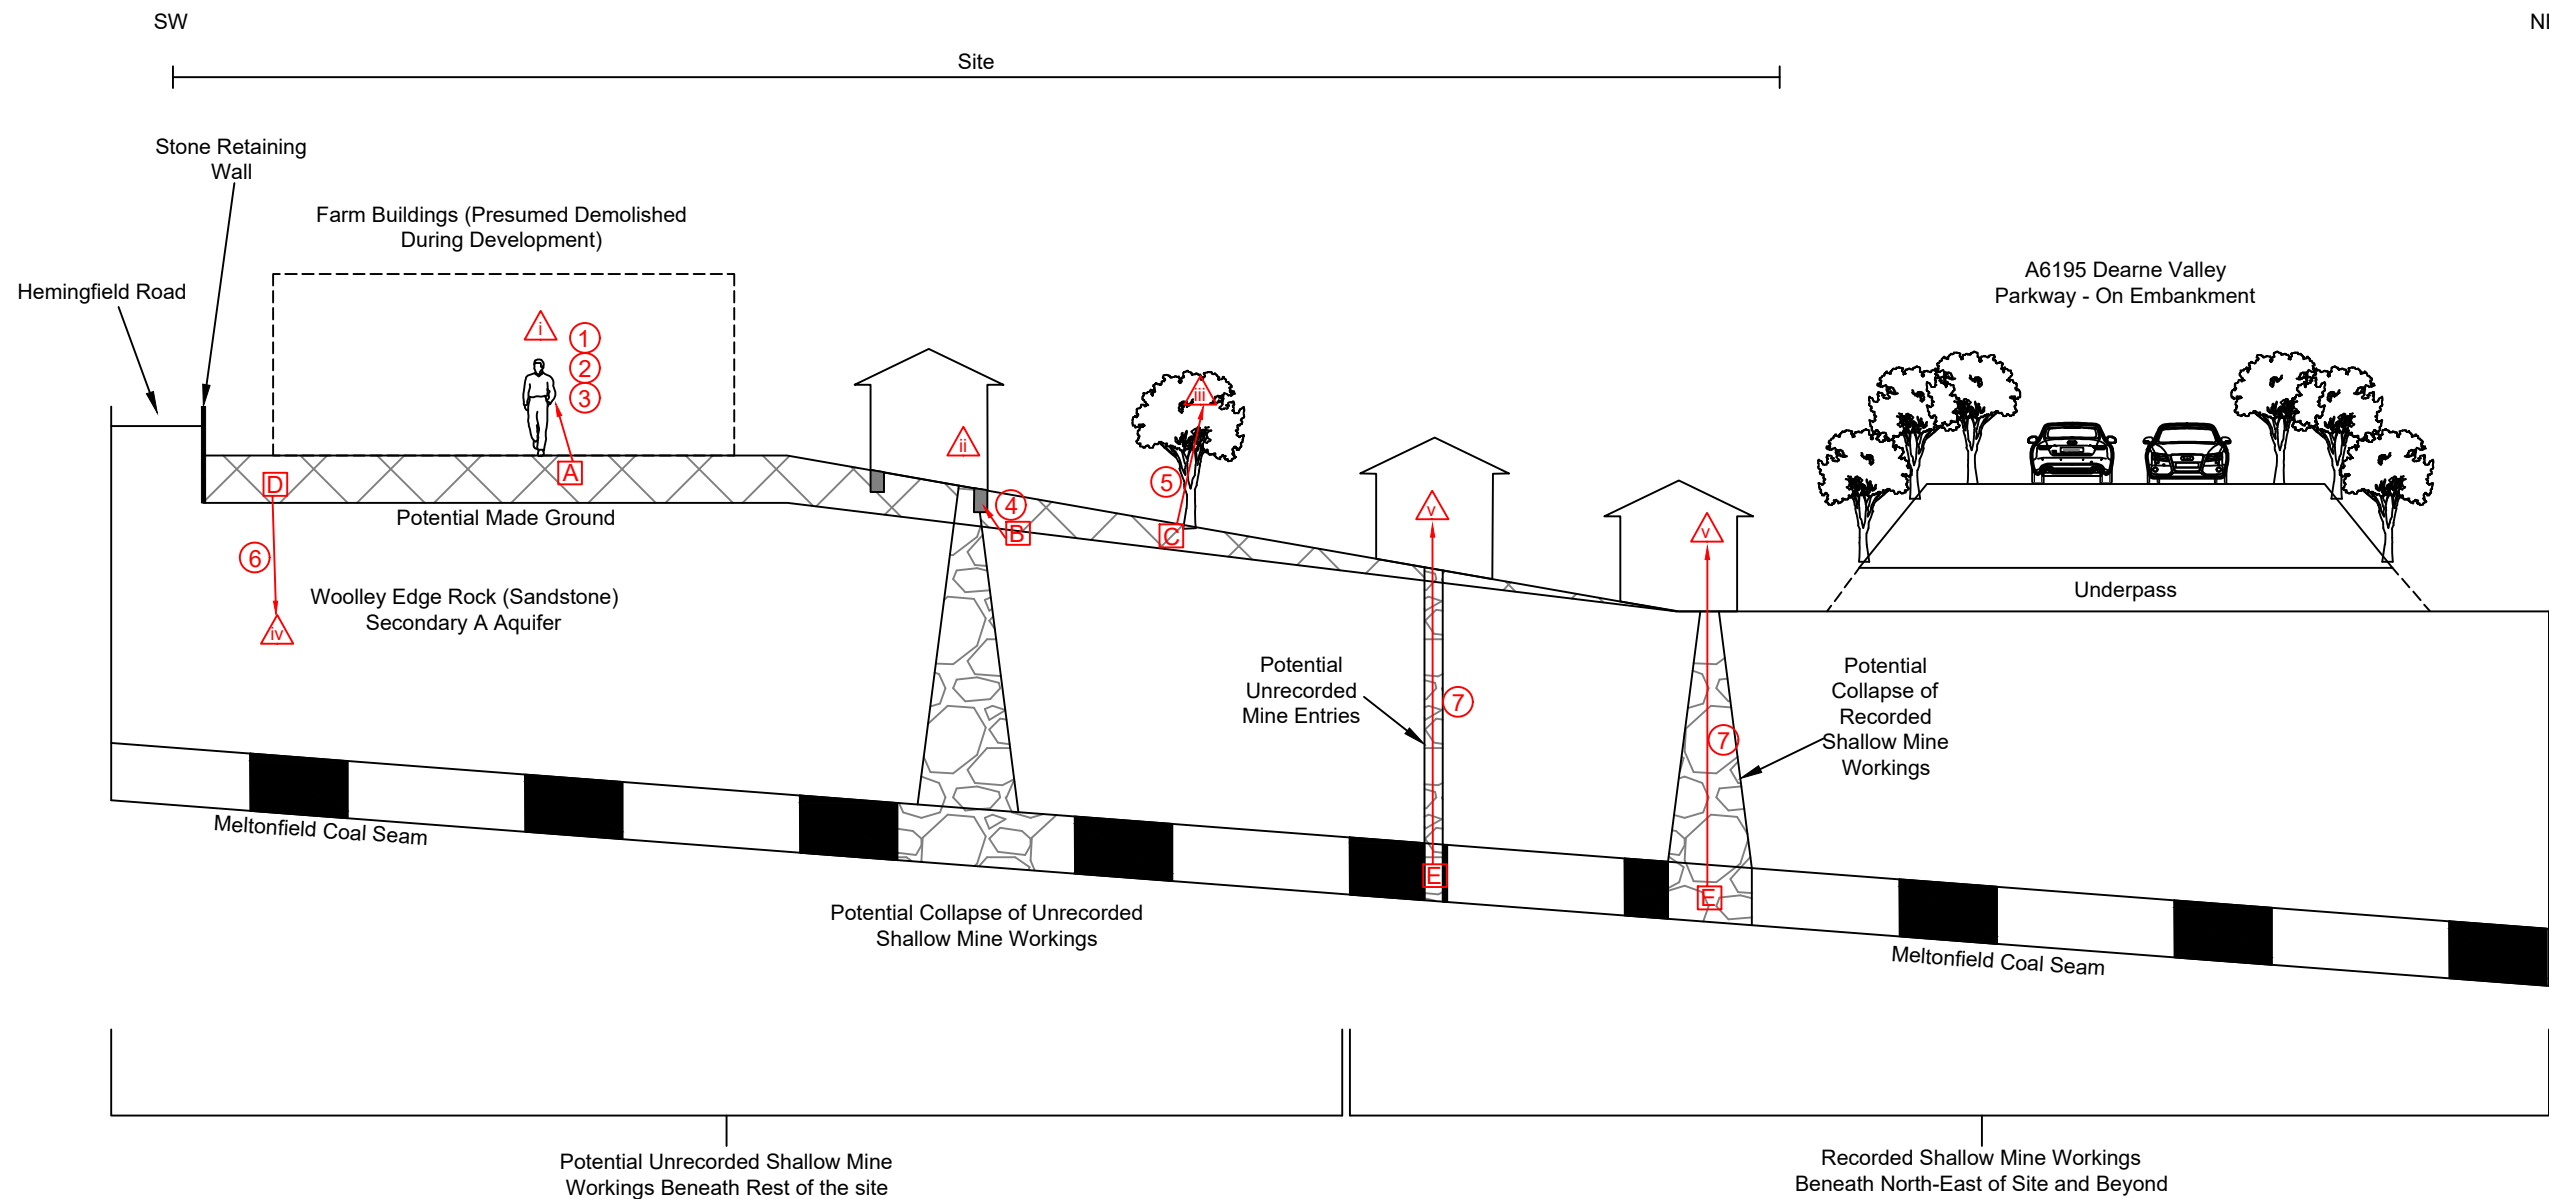 SW
Site
Stone Retaining
Wall
Farm Buildings (Presumed Demolished
During Development)
Hemingfield Road
A6195 Dearne Valley
Parkway - On Embankment
i
1
2
3
A
D
ii
iii
4
B
5
C
v
v
Potential Made Ground
6
iv
Woolley Edge Rock (Sandstone)
Secondary A Aquifer
Underpass
Potential
Unrecorded
Mine Entries
7
7
Potential
Collapse of
Recorded
Shallow Mine
Workings
E
E
Meltonfield Coal Seam
Potential Collapse of Unrecorded
Shallow Mine Workings
Meltonfield Coal Seam
Potential Unrecorded Shallow Mine
Workings Beneath Rest of the site
Recorded Shallow Mine Workings
Beneath North-East of Site and Beyond